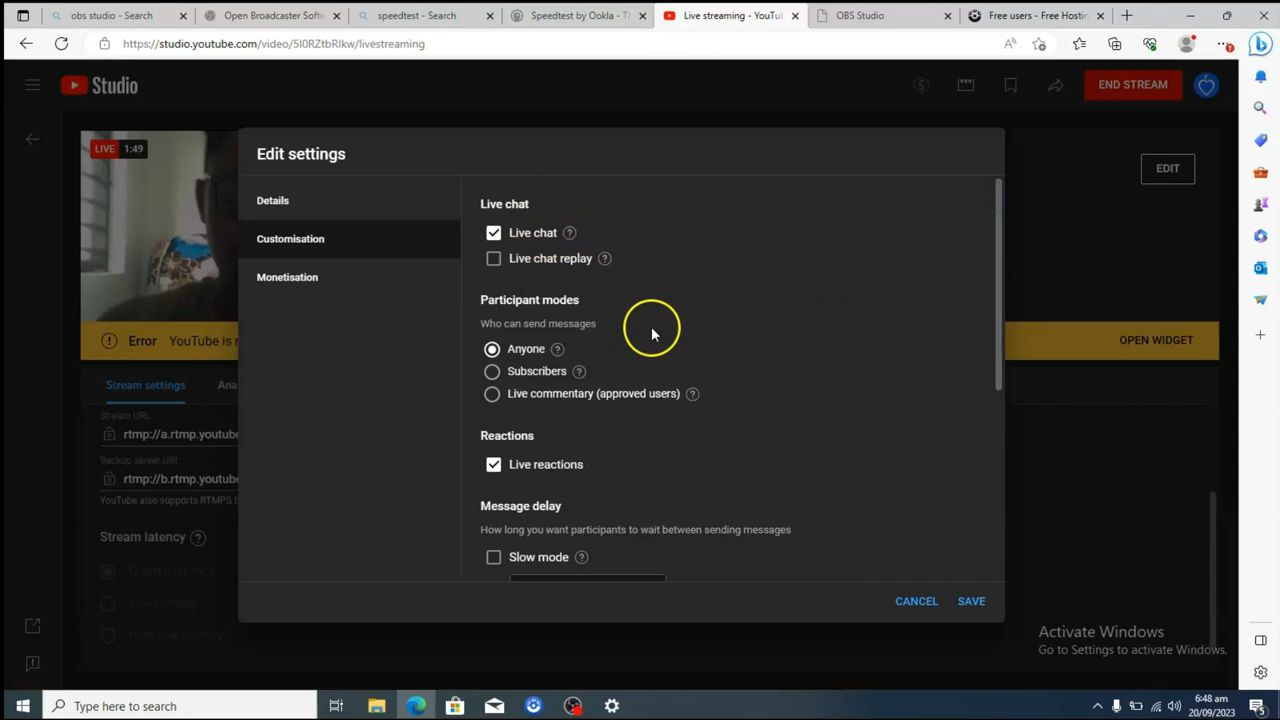 obs studio - Search
Open Broadcaster Softw
speedtest - Search
Speedtest by Ookla - Th
Live streaming - YouTu
OBS Studio
Free users - Free Hostin
https://studio.youtube.com/video/5I0RZtbRIkw/livestreaming
Studio
END STREAM
LIVE 1:49
EDIT
Edit settings
Details
Customisation
Monetisation
Live chat
Live chat
Live chat replay
Participant modes
Who can send messages
Anyone
Subscribers
Live commentary (approved users)
Reactions
Live reactions
Message delay
How long you want participants to wait between sending messages
Slow mode
CANCEL
SAVE
Error
YouTube is r
OPEN WIDGET
Stream settings
Ana
Stream URL
rtmp://a.rtmp.youtube
Backup server URL
rtmp://b.rtmp.youtube
YouTube also supports RTMPS f
Stream latency
Activate Windows
Go to Settings to activate Windows.
Type here to search
6:48 am
20/09/2023
5